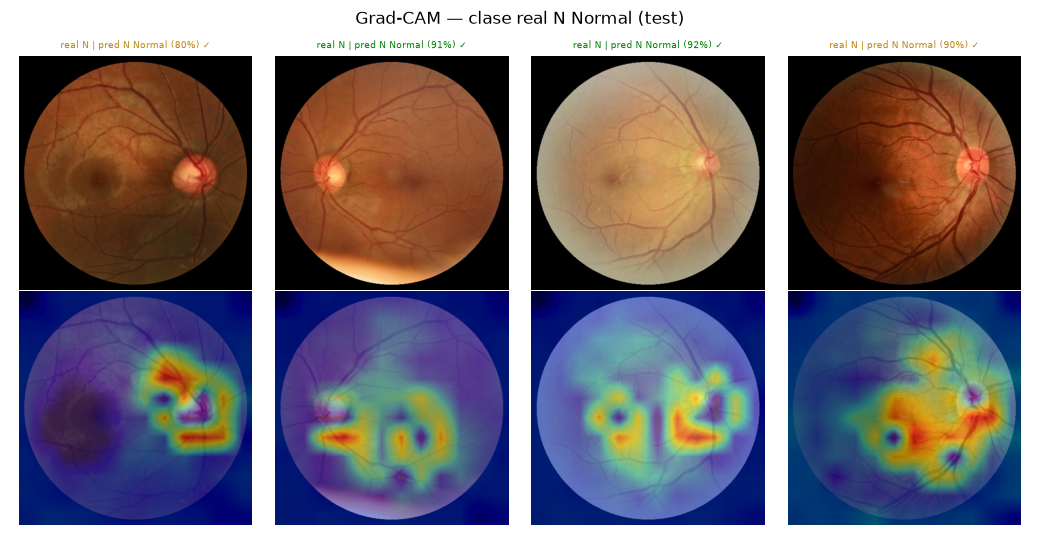 Grad-CAM — clase real N Normal (test)
real N | pred N Normal (80%) ✓
real N | pred N Normal (91%) ✓
real N | pred N Normal (92%) ✓
real N | pred N Normal (90%) ✓